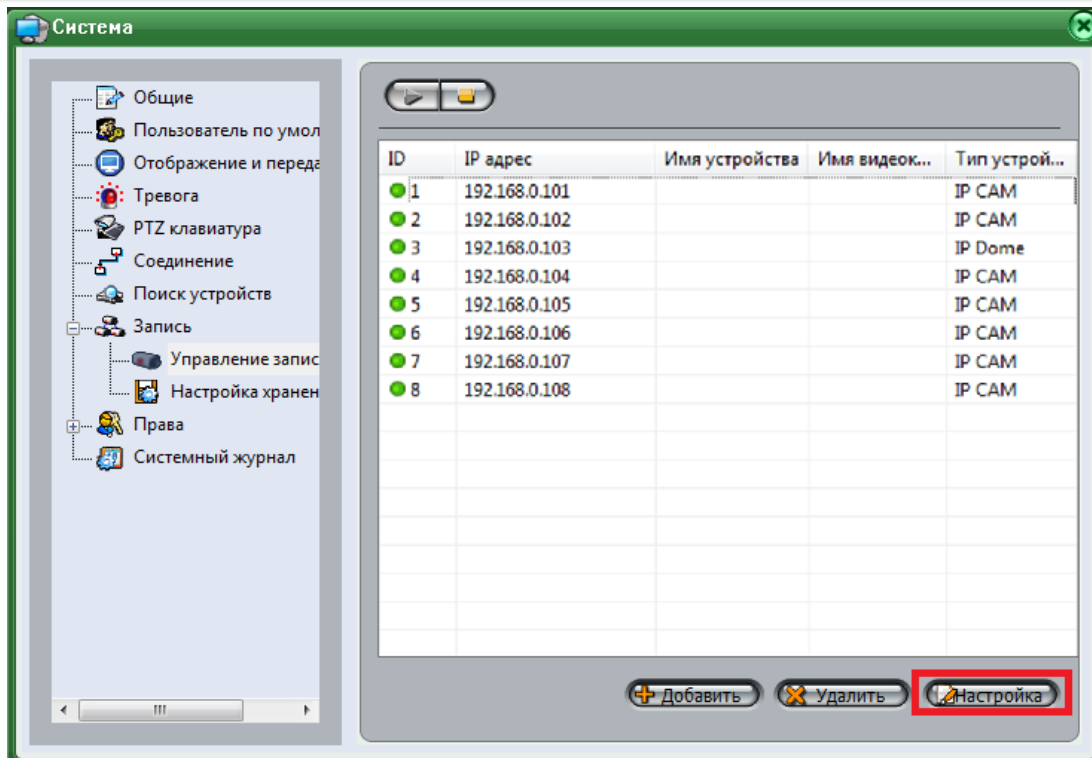 Система
Общие
Пользователь по умол
Отображение и переда
Тревога
PTZ клавиатура
Соединение
Поиск устройств
Запись
Управление запис
Настройка хранен
Права
Системный журнал
ID IP адрес Имя устройства Имя видеок... Тип устрой...
1 192.168.0.101 IP CAM
2 192.168.0.102 IP CAM
3 192.168.0.103 IP Dome
4 192.168.0.104 IP CAM
5 192.168.0.105 IP CAM
6 192.168.0.106 IP CAM
7 192.168.0.107 IP CAM
8 192.168.0.108 IP CAM
Добавить Удалить Настройка